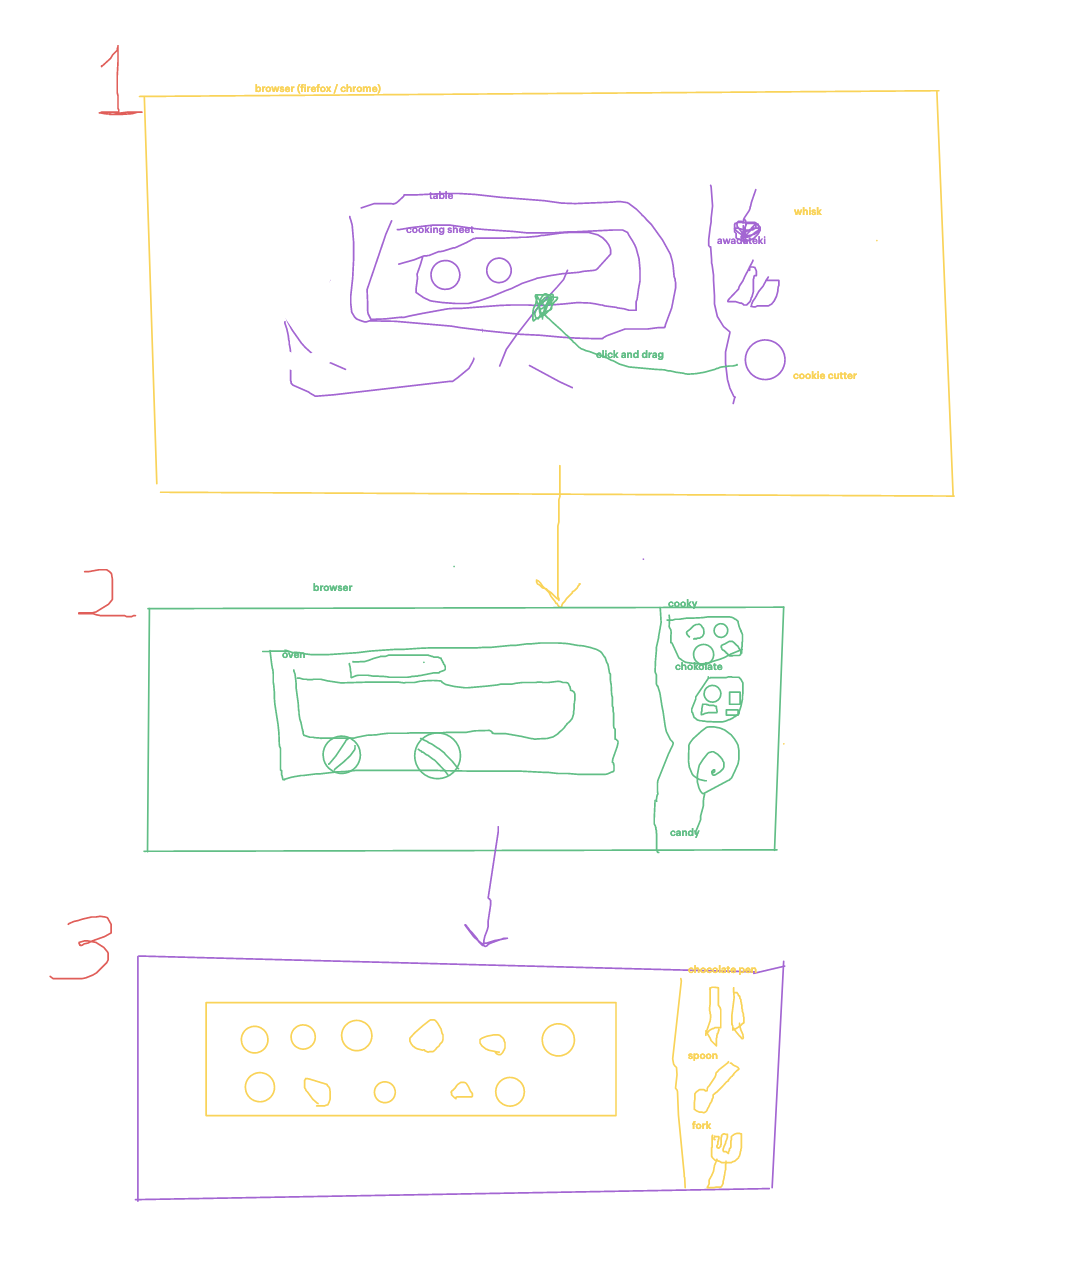 1
browser (firefox / chrome)
table
whisk
cooking sheet
click and drag
cookie cutter
2
browser
cooky
oven
chokolate
candy
3
chocolate pen
spoon
fork